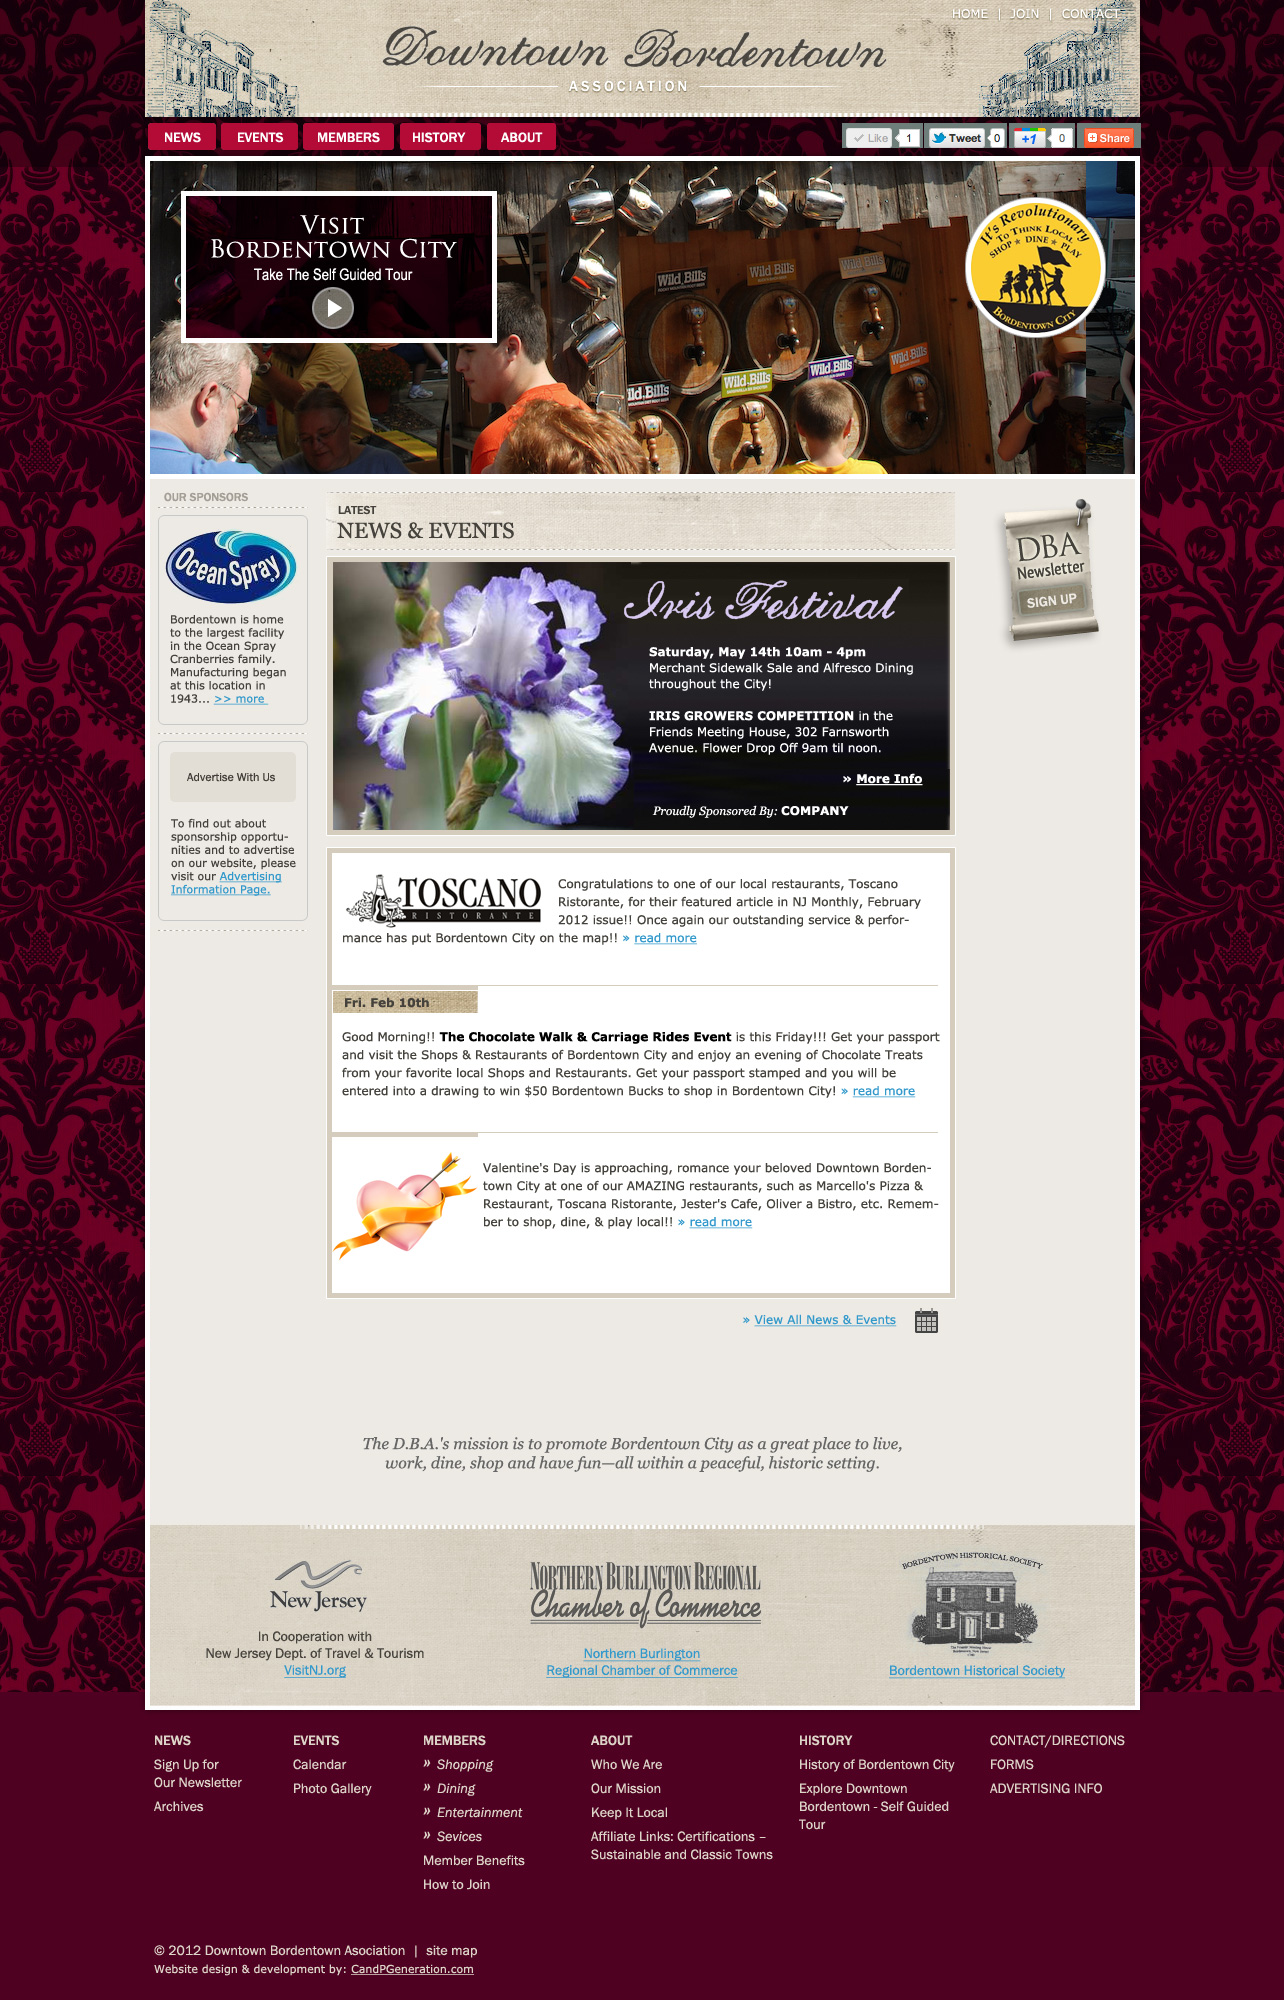 HOME | JOIN | CONTACT
Downtown Bordentown
ASSOCIATION
NEWS EVENTS MEMBERS HISTORY ABOUT
Like 1 Tweet 0 +1 0 Share
VISIT
BORDENTOWN CITY
Take The Self Guided Tour
It's Revolutionary
TO THINK LOCAL
SHOP ★ DINE ★ PLAY
BORDENTOWN CITY
Wild Bill's
Wild Bill's
Wild Bill's
Wild Bill's
Wild Bill's
Wild Bill's
OUR SPONSORS
Ocean Spray
Bordentown is home
to the largest facility
in the Ocean Spray
Cranberries family.
Manufacturing began
at this location in
1943... >> more
Advertise With Us
To find out about
sponsorship opportu-
nities and to advertise
on our website, please
visit our Advertising
Information Page.
LATEST
NEWS & EVENTS
Iris Festival
Saturday, May 14th 10am - 4pm
Merchant Sidewalk Sale and Alfresco Dining
throughout the City!
IRIS GROWERS COMPETITION in the
Friends Meeting House, 302 Farnsworth
Avenue. Flower Drop Off 9am til noon.
» More Info
Proudly Sponsored By: COMPANY
TOSCANO
RISTORANTE
Congratulations to one of our local restaurants, Toscano
Ristorante, for their featured article in NJ Monthly, February
2012 issue!! Once again our outstanding service & perfor-
mance has put Bordentown City on the map!! » read more
Fri. Feb 10th
Good Morning!! The Chocolate Walk & Carriage Rides Event is this Friday!!! Get your passport
and visit the Shops & Restaurants of Bordentown City and enjoy an evening of Chocolate Treats
from your favorite local Shops and Restaurants. Get your passport stamped and you will be
entered into a drawing to win $50 Bordentown Bucks to shop in Bordentown City! » read more
Valentine's Day is approaching, romance your beloved Downtown Borden-
town City at one of our AMAZING restaurants, such as Marcello's Pizza &
Restaurant, Toscana Ristorante, Jester's Cafe, Oliver a Bistro, etc. Remem-
ber to shop, dine, & play local!! » read more
» View All News & Events
DBA
Newsletter
SIGN UP
The D.B.A.'s mission is to promote Bordentown City as a great place to live,
work, dine, shop and have fun—all within a peaceful, historic setting.
New Jersey
In Cooperation with
New Jersey Dept. of Travel & Tourism
VisitNJ.org
NORTHERN BURLINGTON REGIONAL
Chamber of Commerce
Northern Burlington
Regional Chamber of Commerce
BORDENTOWN HISTORICAL SOCIETY
Bordentown Historical Society
NEWS
Sign Up for
Our Newsletter
Archives
EVENTS
Calendar
Photo Gallery
MEMBERS
» Shopping
» Dining
» Entertainment
» Sevices
Member Benefits
How to Join
ABOUT
Who We Are
Our Mission
Keep It Local
Affiliate Links: Certifications –
Sustainable and Classic Towns
HISTORY
History of Bordentown City
Explore Downtown
Bordentown - Self Guided
Tour
CONTACT/DIRECTIONS
FORMS
ADVERTISING INFO
© 2012 Downtown Bordentown Asociation | site map
Website design & development by: CandPGeneration.com